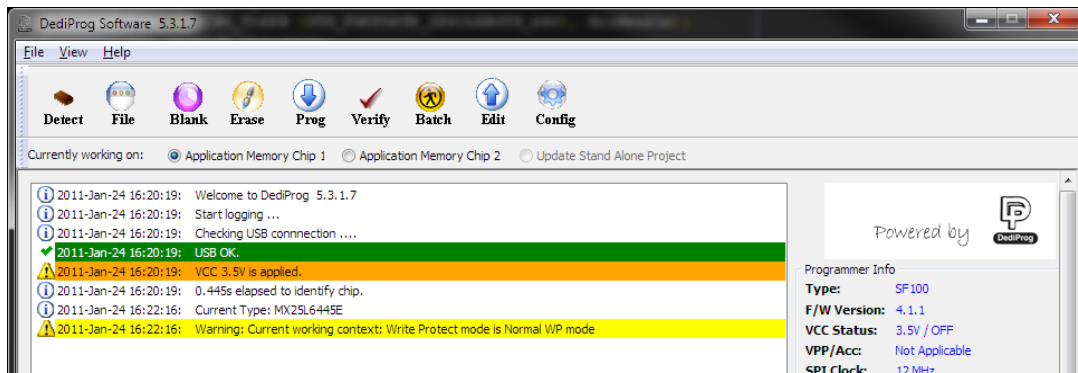 DediProg Software 5.3.1.7
File View Help
Detect File Blank Erase Prog Verify Batch Edit Config
Currently working on: Application Memory Chip 1 Application Memory Chip 2 Update Stand Alone Project
2011-Jan-24 16:20:19: Welcome to DediProg 5.3.1.7
2011-Jan-24 16:20:19: Start logging ...
2011-Jan-24 16:20:19: Checking USB connnection ....
2011-Jan-24 16:20:19: USB OK.
2011-Jan-24 16:20:19: VCC 3.5V is applied.
2011-Jan-24 16:20:19: 0.445s elapsed to identify chip.
2011-Jan-24 16:22:16: Current Type: MX25L6445E
2011-Jan-24 16:22:16: Warning: Current working context: Write Protect mode is Normal WP mode
Powered by DediProg
Programmer Info
Type: SF100
F/W Version: 4.1.1
VCC Status: 3.5V / OFF
VPP/Acc: Not Applicable
SPI Clock: 12 MHz